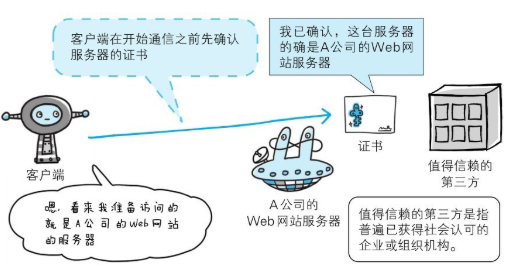 客户端在开始通信之前先确认
服务器的证书
我已确认，这台服务器
的确是A公司的Web网
站服务器
客户端
证书
值得信赖的
第三方
A公司的
Web网站服务器
嗯，看来我准备访问的
就是A公司的Web网站
的服务器
值得信赖的第三方是指
普遍已获得社会认可的
企业或组织机构。